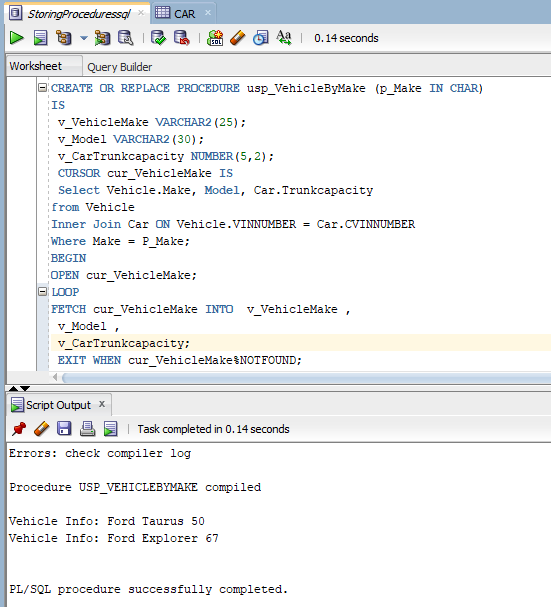 StoringProceduressql × CAR ×
0.14 seconds
Worksheet Query Builder
CREATE OR REPLACE PROCEDURE usp_VehicleByMake (p_Make IN CHAR)
IS
v_VehicleMake VARCHAR2(25);
v_Model VARCHAR2(30);
v_CarTrunkcapacity NUMBER(5,2);
CURSOR cur_VehicleMake IS
Select Vehicle.Make, Model, Car.Trunkcapacity
from Vehicle
Inner Join Car ON Vehicle.VINNUMBER = Car.CVINNUMBER
Where Make = P_Make;
BEGIN
OPEN cur_VehicleMake;
LOOP
FETCH cur_VehicleMake INTO v_VehicleMake ,
v_Model ,
v_CarTrunkcapacity;
EXIT WHEN cur_VehicleMake%NOTFOUND;
Script Output x
Task completed in 0.14 seconds
Errors: check compiler log
Procedure USP_VEHICLEBYMAKE compiled
Vehicle Info: Ford Taurus 50
Vehicle Info: Ford Explorer 67
PL/SQL procedure successfully completed.